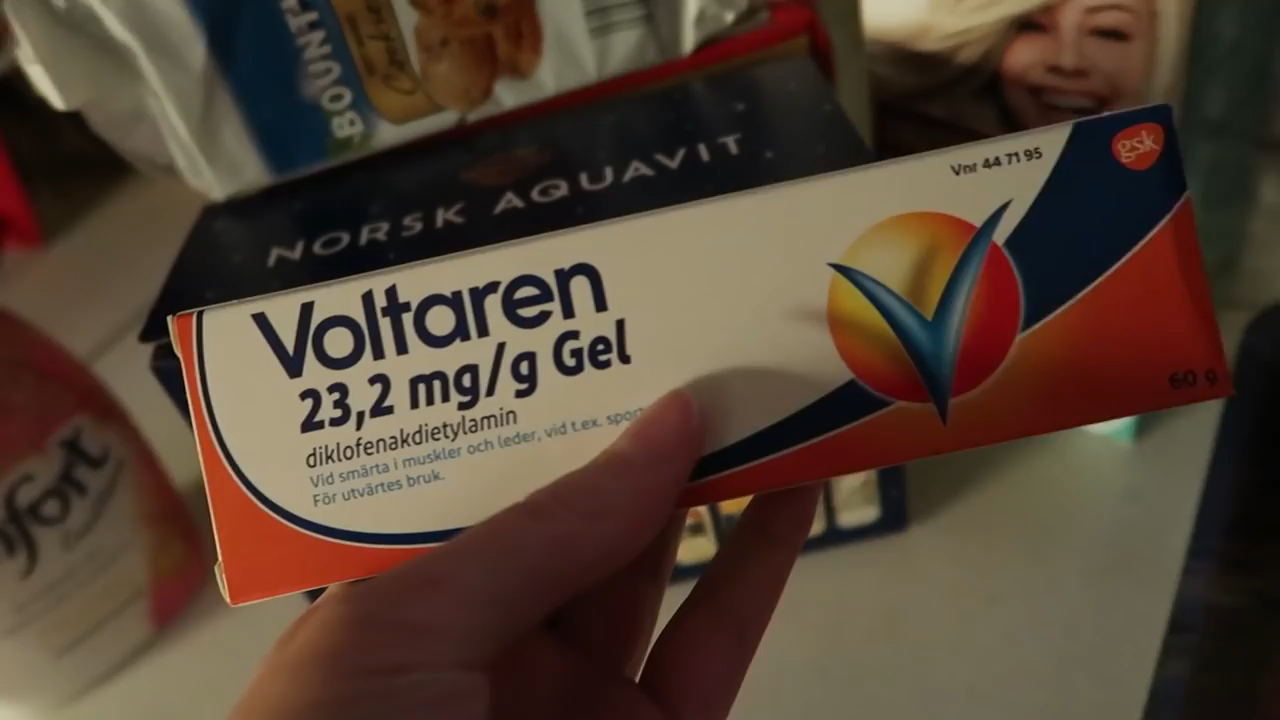 BOUNTY
NORSK AQUAVIT
Vnr 44 71 95
gsk
Voltaren
23,2 mg/g Gel
diklofenakdietylamin
Vid smärta i muskler och leder, vid t.ex. sport
För utvärtes bruk.
60 g